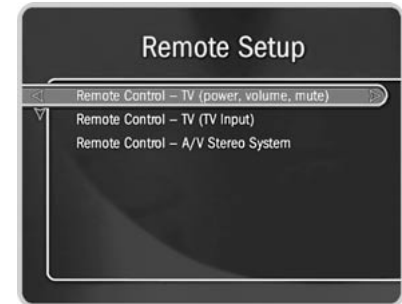 Remote Setup
Remote Control – TV (power, volume, mute)
Remote Control – TV (TV Input)
Remote Control – A/V Stereo System